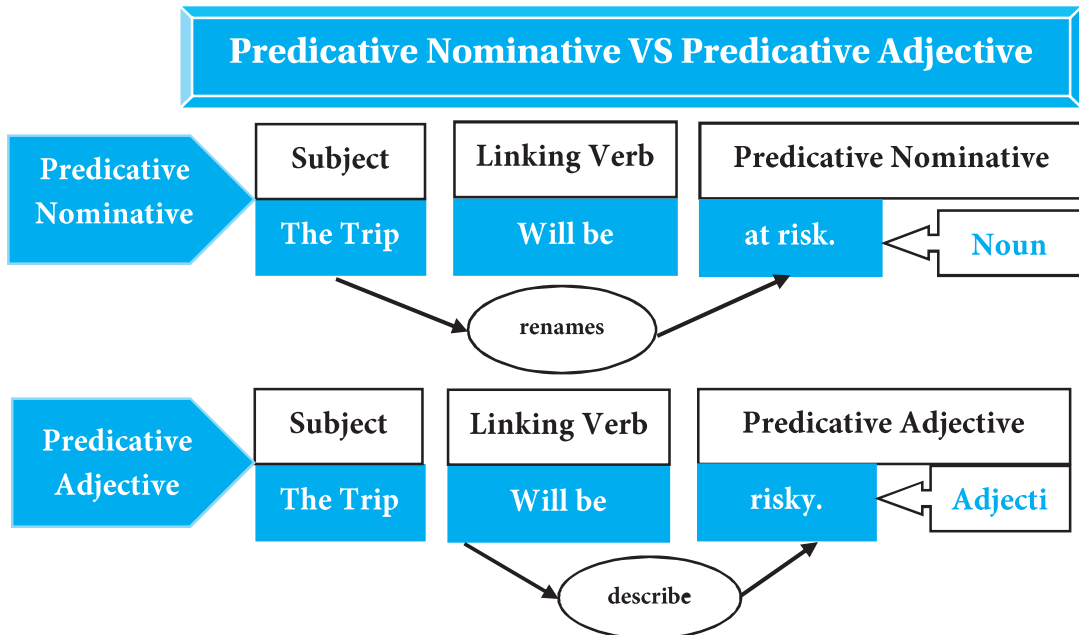 Predicative Nominative VS Predicative Adjective
Predicative
Nominative
Subject
Linking Verb
Predicative Nominative
The Trip
Will be
at risk.
Noun
renames
Predicative
Adjective
Subject
Linking Verb
Predicative Adjective
The Trip
Will be
risky.
Adjecti
describe